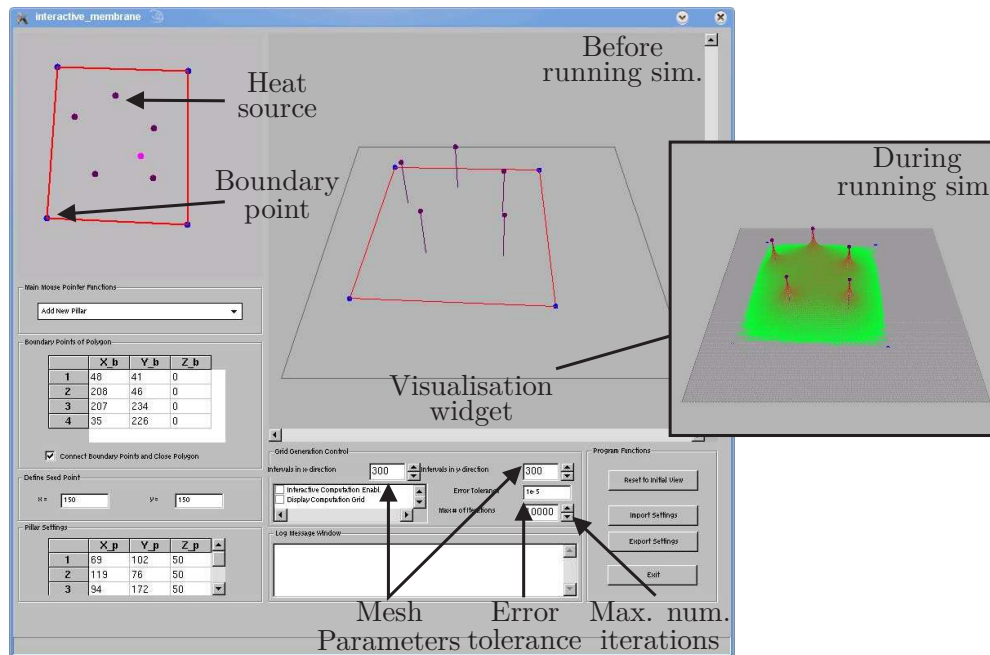 interactive_membrane
Before
running sim.
Heat
source
Boundary
point
During
running sim
Visualisation
widget
Main Mouse Pointer Functions
Add New Pillar
Boundary Points of Polygon
X_b Y_b Z_b
1 48 41 0
2 208 46 0
3 207 234 0
4 35 226 0
Connect Boundary Points and Close Polygon
Define Seed Point
x= 150 y= 150
Pillar Settings
X_p Y_p Z_p
1 69 102 50
2 119 76 50
3 94 172 50
Grid Generation Control
Intervals in x-direction 300 Intervals in y direction 300
Interactive Computation Enabl
Display Computation Grid
Error Tolerance 1e-5
Max # of Iterations 10000
Log Message Window
Program Functions
Reset to Initial View
Import Settings
Export Settings
Exit
Mesh
Parameters
Error
tolerance
Max. num.
iterations